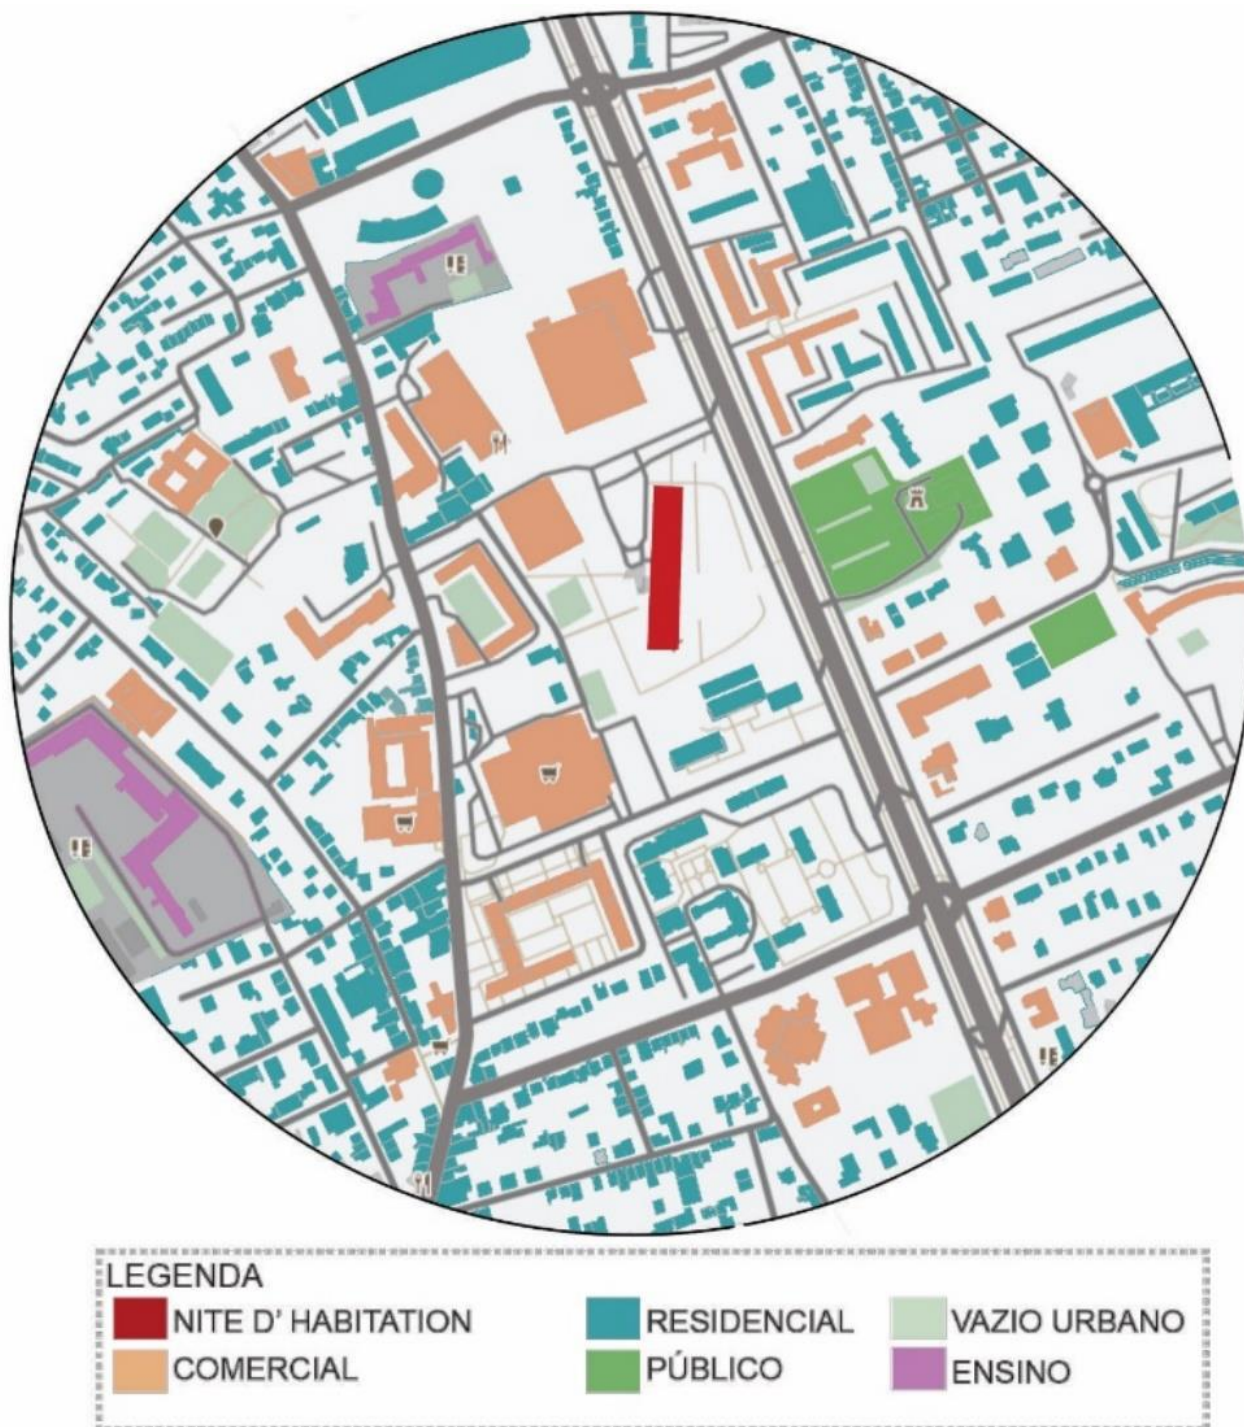 LEGENDA
NITE D' HABITATION
RESIDENCIAL
VAZIO URBANO
COMERCIAL
PÚBLICO
ENSINO